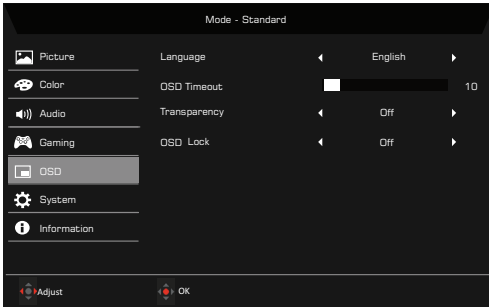 Mode - Standard
Picture
Language English
Color
OSD Timeout 10
Audio
Transparency Off
Gaming
OSD Lock Off
OSD
System
Information
Adjust OK